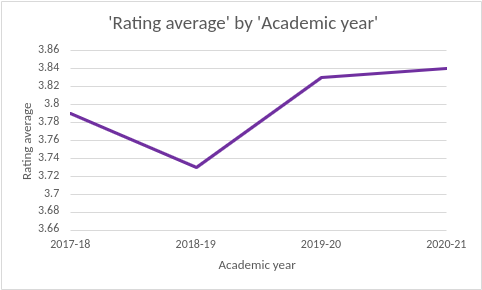 'Rating average' by 'Academic year'
3.86
3.84
3.82
3.8
3.78
3.76
3.74
3.72
3.7
3.68
3.66
Rating average
2017-18 2018-19 2019-20 2020-21
Academic year